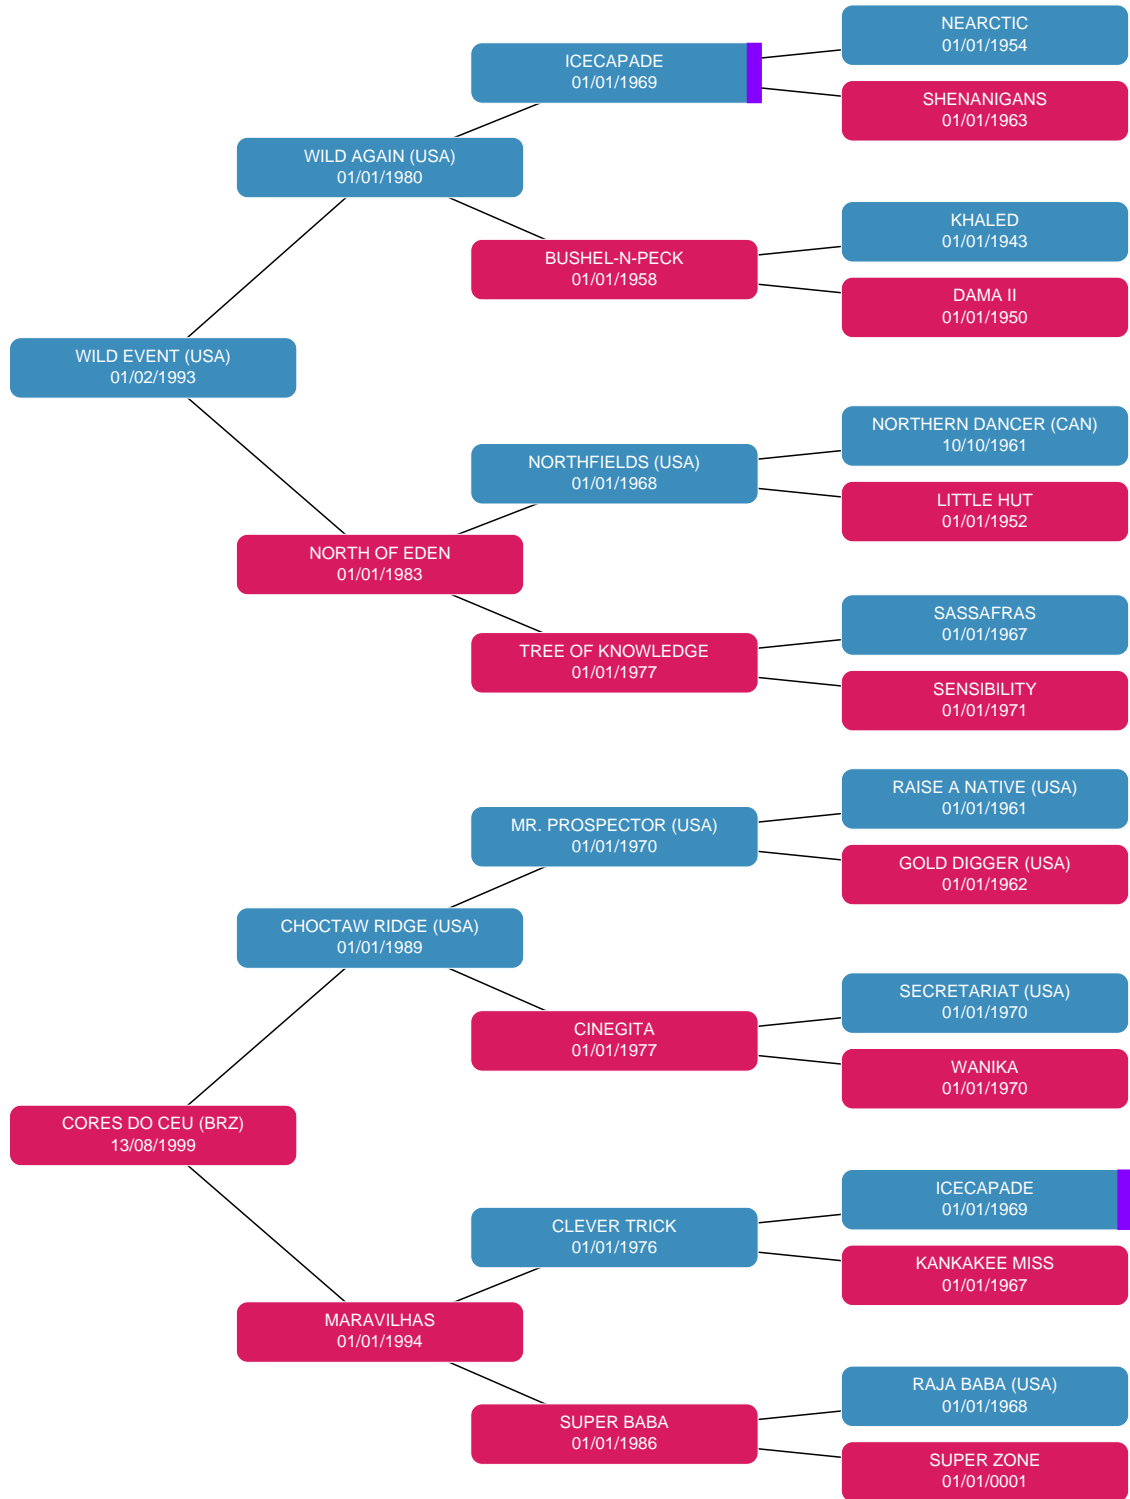 NEARCTIC
01/01/1954
ICECAPADE
01/01/1969
SHENANIGANS
01/01/1963
WILD AGAIN (USA)
01/01/1980
KHALED
01/01/1943
BUSHEL-N-PECK
01/01/1958
DAMA II
01/01/1950
WILD EVENT (USA)
01/02/1993
NORTHERN DANCER (CAN)
10/10/1961
NORTHFIELDS (USA)
01/01/1968
LITTLE HUT
01/01/1952
NORTH OF EDEN
01/01/1983
SASSAFRAS
01/01/1967
TREE OF KNOWLEDGE
01/01/1977
SENSIBILITY
01/01/1971
RAISE A NATIVE (USA)
01/01/1961
MR. PROSPECTOR (USA)
01/01/1970
GOLD DIGGER (USA)
01/01/1962
CHOCTAW RIDGE (USA)
01/01/1989
SECRETARIAT (USA)
01/01/1970
CINEGITA
01/01/1977
WANIKA
01/01/1970
CORES DO CEU (BRZ)
13/08/1999
ICECAPADE
01/01/1969
CLEVER TRICK
01/01/1976
KANKAKEE MISS
01/01/1967
MARAVILHAS
01/01/1994
RAJA BABA (USA)
01/01/1968
SUPER BABA
01/01/1986
SUPER ZONE
01/01/0001